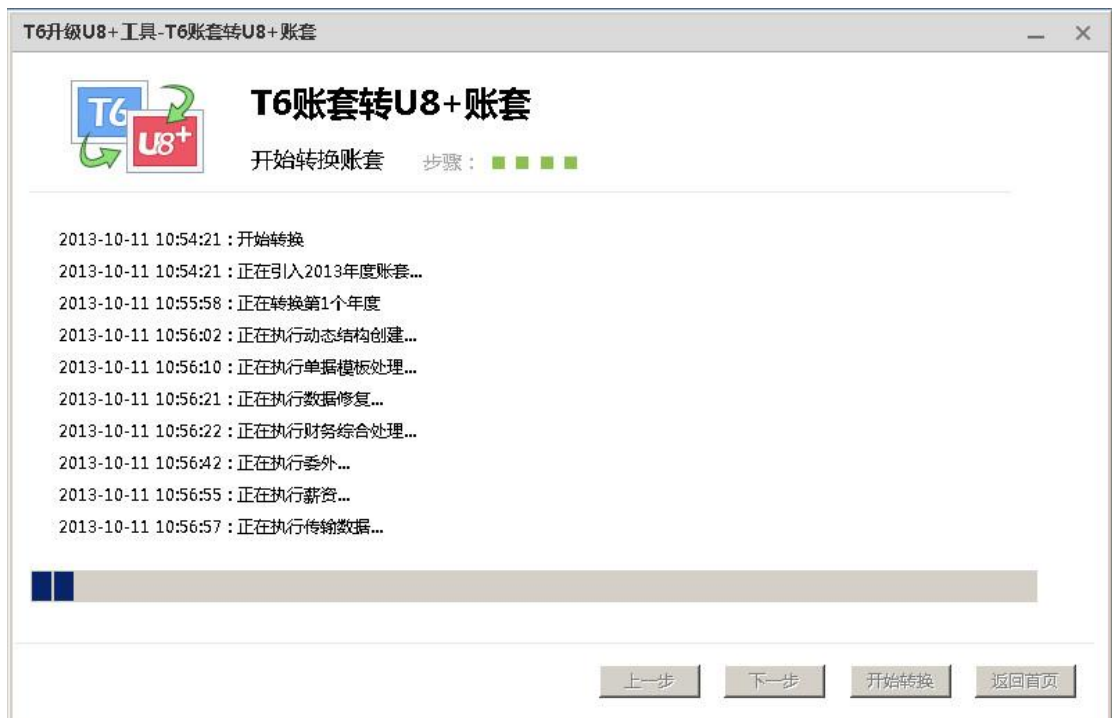 T6升级U8+工具-T6账套转U8+账套
T6
U8+
T6账套转U8+账套
开始转换账套 步骤：
2013-10-11 10:54:21：开始转换
2013-10-11 10:54:21：正在引入2013年度账套...
2013-10-11 10:55:58：正在转换第1个年度
2013-10-11 10:56:02：正在执行动态结构创建...
2013-10-11 10:56:10：正在执行单据模板处理...
2013-10-11 10:56:21：正在执行数据修复...
2013-10-11 10:56:22：正在执行财务综合处理...
2013-10-11 10:56:42：正在执行委外...
2013-10-11 10:56:55：正在执行薪资...
2013-10-11 10:56:57：正在执行传输数据...
上一步 下一步 开始转换 返回首页